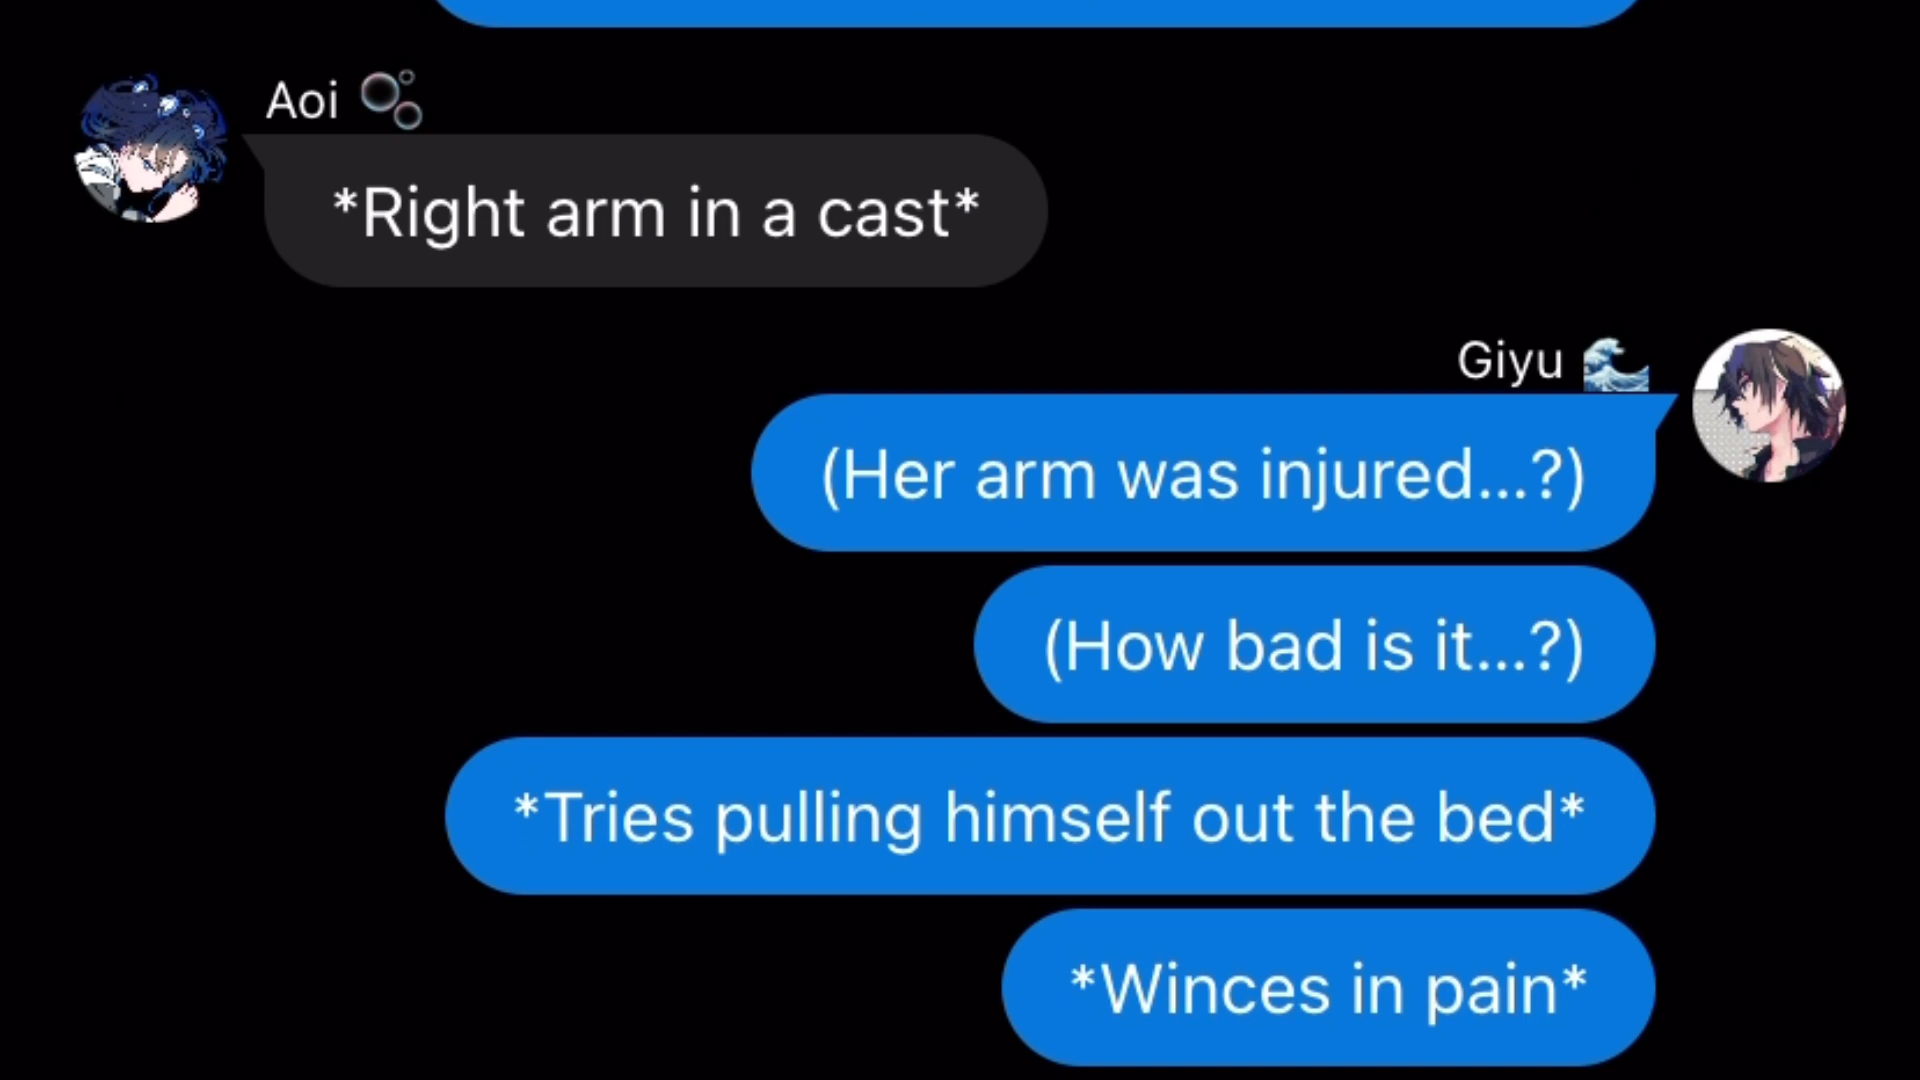 Aoi 🫧
*Right arm in a cast*
Giyu 🌊
(Her arm was injured...?)
(How bad is it...?)
*Tries pulling himself out the bed*
*Winces in pain*